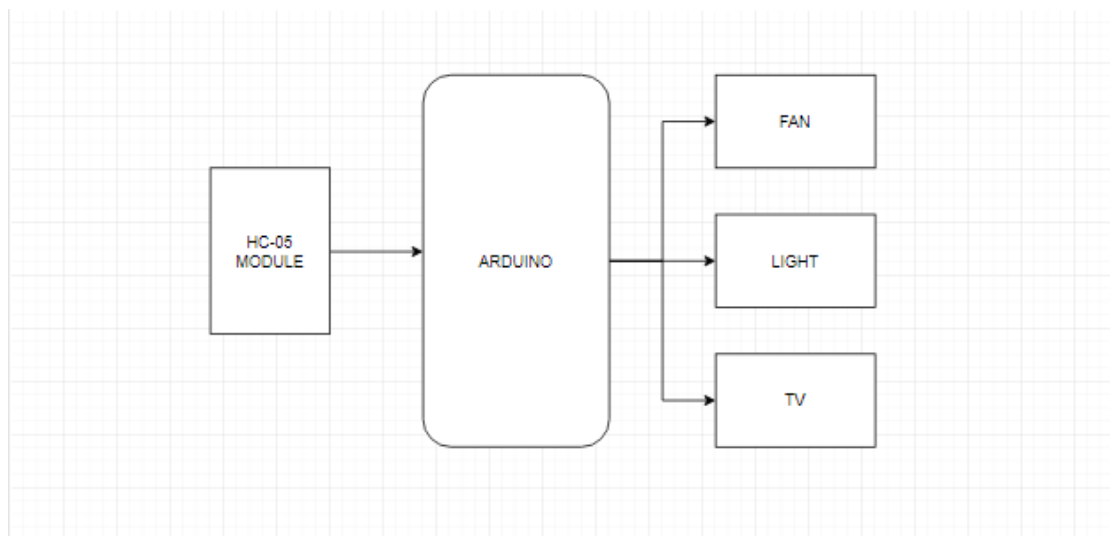 HC-05
MODULE
ARDUINO
FAN
LIGHT
TV